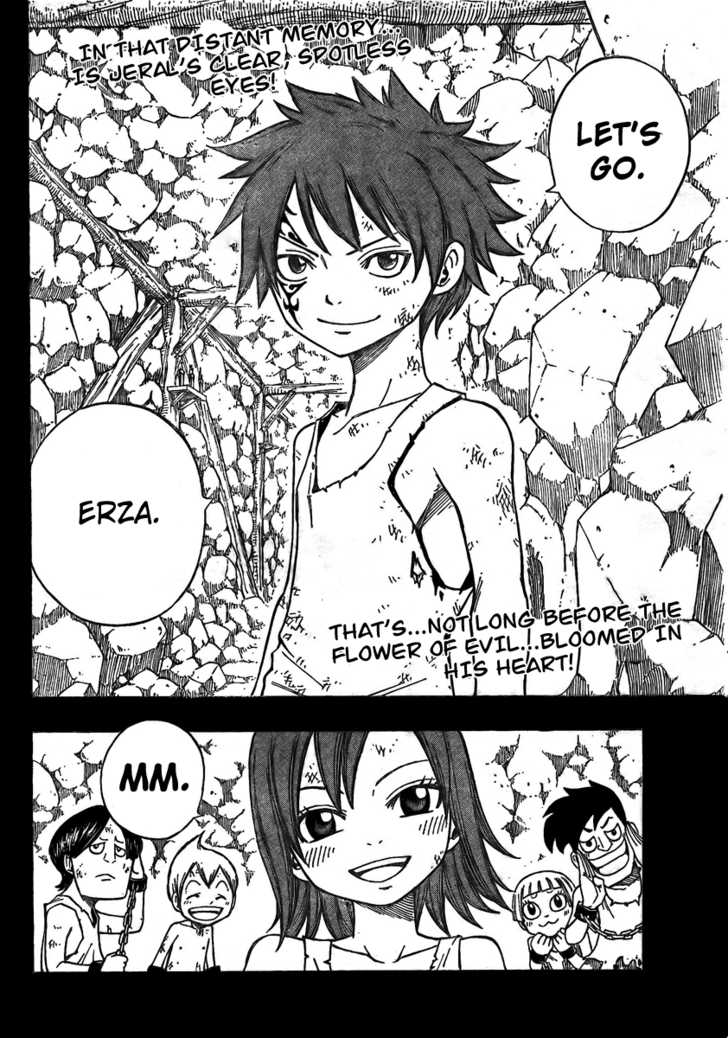 IN THAT DISTANT MEMORY...
IS JERAL'S CLEAR, SPOTLESS
EYES!
LET'S
GO.
ERZA.
THAT'S...NOT LONG BEFORE THE
FLOWER OF EVIL...BLOOMED IN
HIS HEART!
MM.